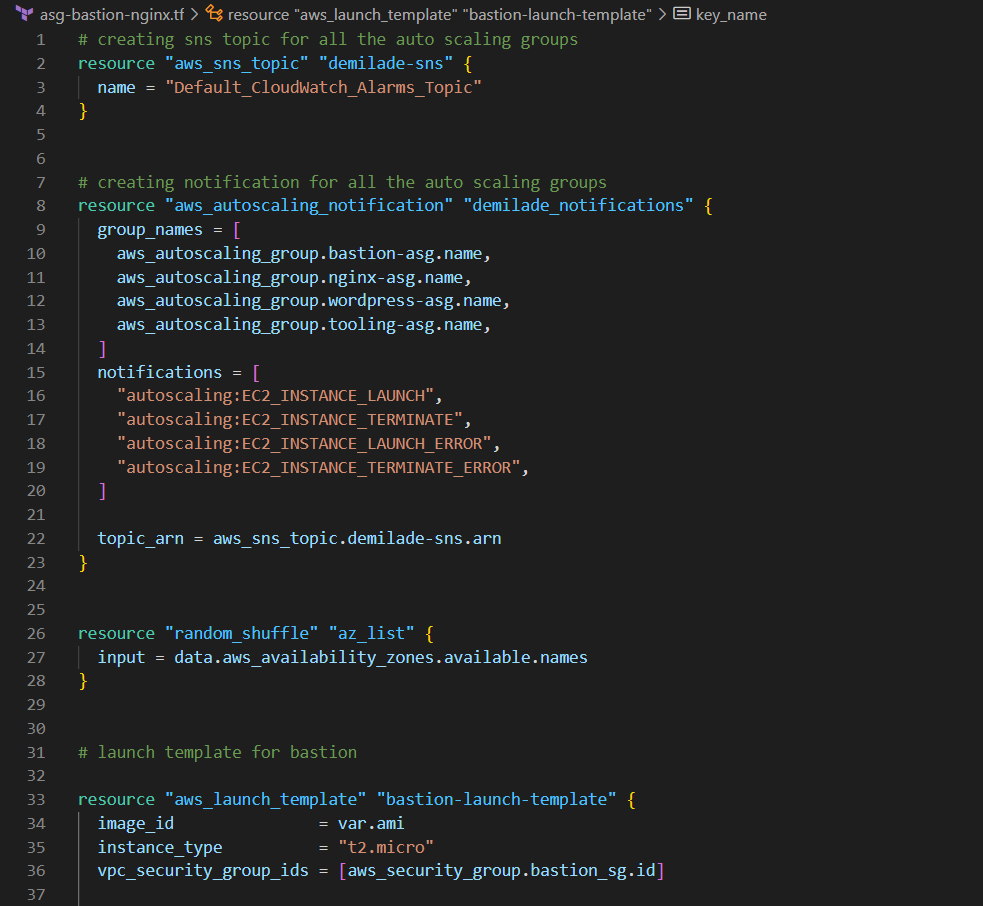 asg-bastion-nginx.tf > resource "aws_launch_template" "bastion-launch-template" > key_name
1 # creating sns topic for all the auto scaling groups
2 resource "aws_sns_topic" "demilade-sns" {
3 name = "Default_CloudWatch_Alarms_Topic"
4 }
5
6
7 # creating notification for all the auto scaling groups
8 resource "aws_autoscaling_notification" "demilade_notifications" {
9 group_names = [
10 aws_autoscaling_group.bastion-asg.name,
11 aws_autoscaling_group.nginx-asg.name,
12 aws_autoscaling_group.wordpress-asg.name,
13 aws_autoscaling_group.tooling-asg.name,
14 ]
15 notifications = [
16 "autoscaling:EC2_INSTANCE_LAUNCH",
17 "autoscaling:EC2_INSTANCE_TERMINATE",
18 "autoscaling:EC2_INSTANCE_LAUNCH_ERROR",
19 "autoscaling:EC2_INSTANCE_TERMINATE_ERROR",
20 ]
21
22 topic_arn = aws_sns_topic.demilade-sns.arn
23 }
24
25
26 resource "random_shuffle" "az_list" {
27 input = data.aws_availability_zones.available.names
28 }
29
30
31 # launch template for bastion
32
33 resource "aws_launch_template" "bastion-launch-template" {
34 image_id = var.ami
35 instance_type = "t2.micro"
36 vpc_security_group_ids = [aws_security_group.bastion_sg.id]
37